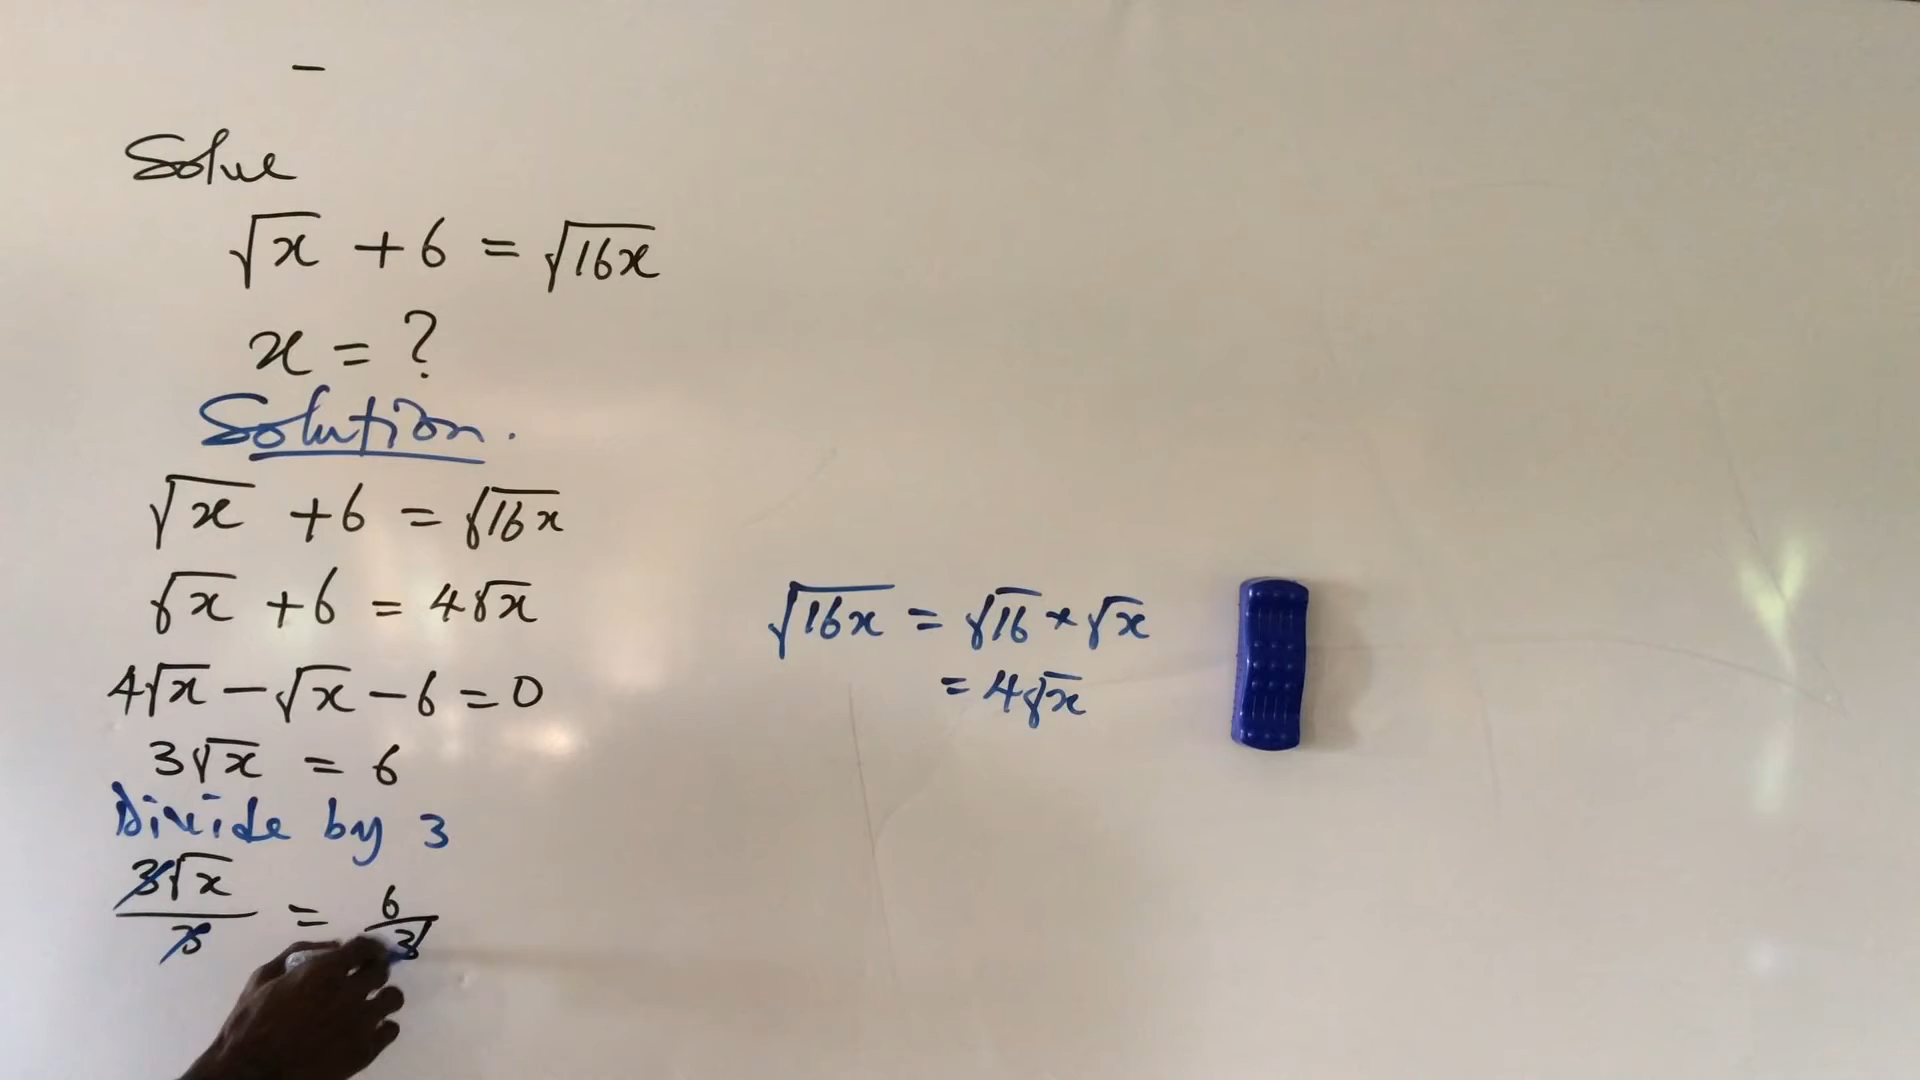 Solve
√x + 6 = √16x
x = ?
Solution.
√x + 6 = √16x
√x + 6 = 4√x
4√x − √x − 6 = 0
3√x = 6
Divide by 3
3√x/3 = 6/3
√16x = √16 × √x
= 4√x